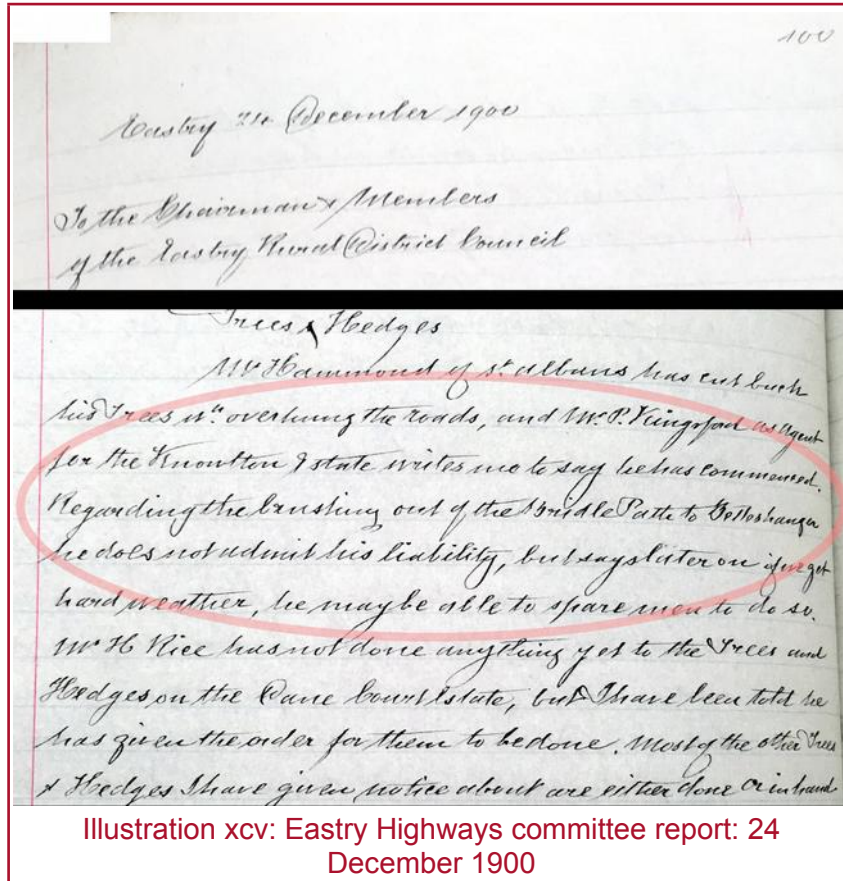 100
Eastry 24 December 1900
To the Chairman & Members
of the Eastry Rural District Council
Trees & Hedges
Mr Hammond of St Albans has cut back
his Trees wh. overhung the roads, and Mr. P. Kingsford as Agent
for the Knowlton Estate writes me to say he has commenced.
Regarding the brushing out of the Bridle Path to Betteshanger
he does not admit his liability, but says later on if we get
hard weather, he may be able to spare men to do so.
Mr H Rice has not done anything yet to the Trees and
Hedges on the Dane Court Estate, but I have been told he
has given the order for them to be done. Most of the other Trees
& Hedges I have given notice about are either done or in hand
Illustration xcv: Eastry Highways committee report: 24
December 1900